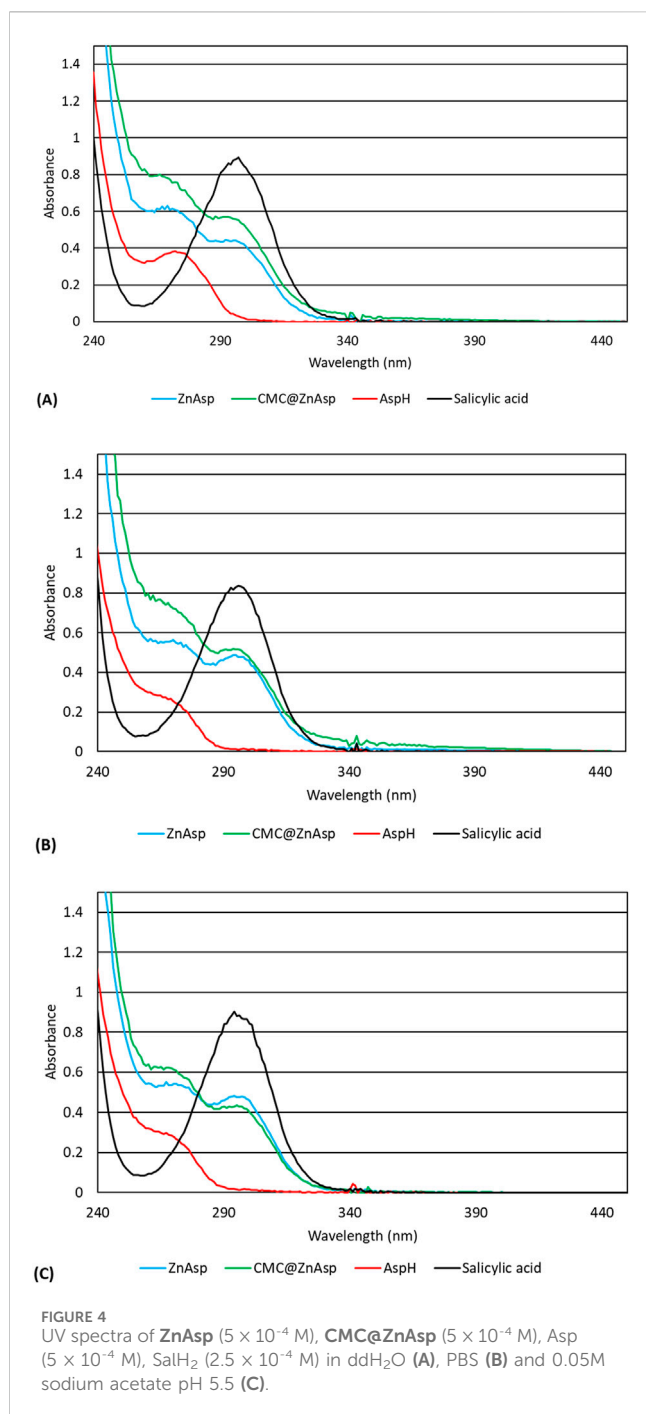 1.4
1.2
1
0.8
0.6
0.4
0.2
0
Absorbance
240 290 340 390 440
Wavelength (nm)
(A)
ZnAsp CMC@ZnAsp AspH Salicylic acid
1.4
1.2
1
0.8
0.6
0.4
0.2
0
Absorbance
240 290 340 390 440
Wavelength (nm)
ZnAsp CMC@ZnAsp AspH Salicylic acid
(B)
1.4
1.2
1
0.8
0.6
0.4
0.2
0
Absorbance
240 290 340 390 440
Wavelength (nm)
ZnAsp CMC@ZnAsp AspH Salicylic acid
(C)
FIGURE 4
UV spectra of ZnAsp (5 × 10⁻⁴ M), CMC@ZnAsp (5 × 10⁻⁴ M), Asp
(5 × 10⁻⁴ M), SalH₂ (2.5 × 10⁻⁴ M) in ddH₂O (A), PBS (B) and 0.05M
sodium acetate pH 5.5 (C).